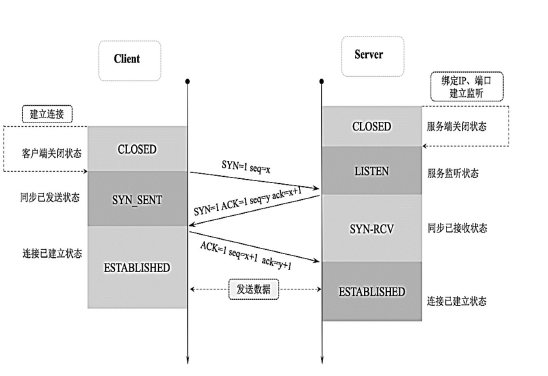 Client
Server
绑定IP、端口
建立监听
建立连接
CLOSED
服务端关闭状态
客户端关闭状态
CLOSED
SYN=1 seq=x
LISTEN
服务监听状态
同步已发送状态
SYN_SENT
SYN=1 ACK=1 seq=y ack=x+1
SYN-RCV
同步已接收状态
连接已建立状态
ESTABLISHED
ACK=1 seq=x+1 ack=y+1
发送数据
ESTABLISHED
连接已建立状态